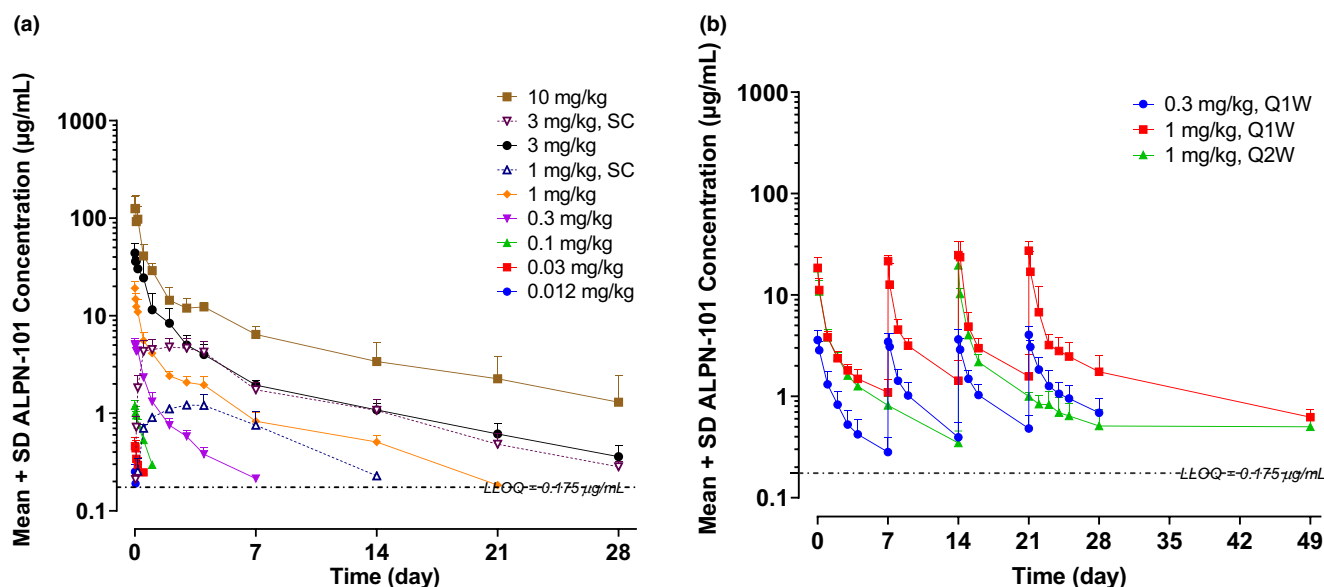 (a)
Mean + SD ALPN-101 Concentration (µg/mL)
1000
100
10
1
0.1
10 mg/kg
3 mg/kg, SC
3 mg/kg
1 mg/kg, SC
1 mg/kg
0.3 mg/kg
0.1 mg/kg
0.03 mg/kg
0.012 mg/kg
LLOQ = 0.175 µg/mL
0 7 14 21 28
Time (day)
(b)
Mean + SD ALPN-101 Concentration (µg/mL)
1000
100
10
1
0.1
0.3 mg/kg, Q1W
1 mg/kg, Q1W
1 mg/kg, Q2W
LLOQ = 0.175 µg/mL
0 7 14 21 28 35 42 49
Time (day)